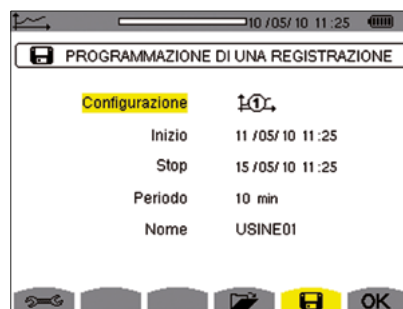 10 /05/ 10 11:25
PROGRAMMAZIONE DI UNA REGISTRAZIONE
Configurazione 1
Inizio 11 /05/ 10 11:25
Stop 15 /05/ 10 11:25
Periodo 10 min
Nome USINE01
OK